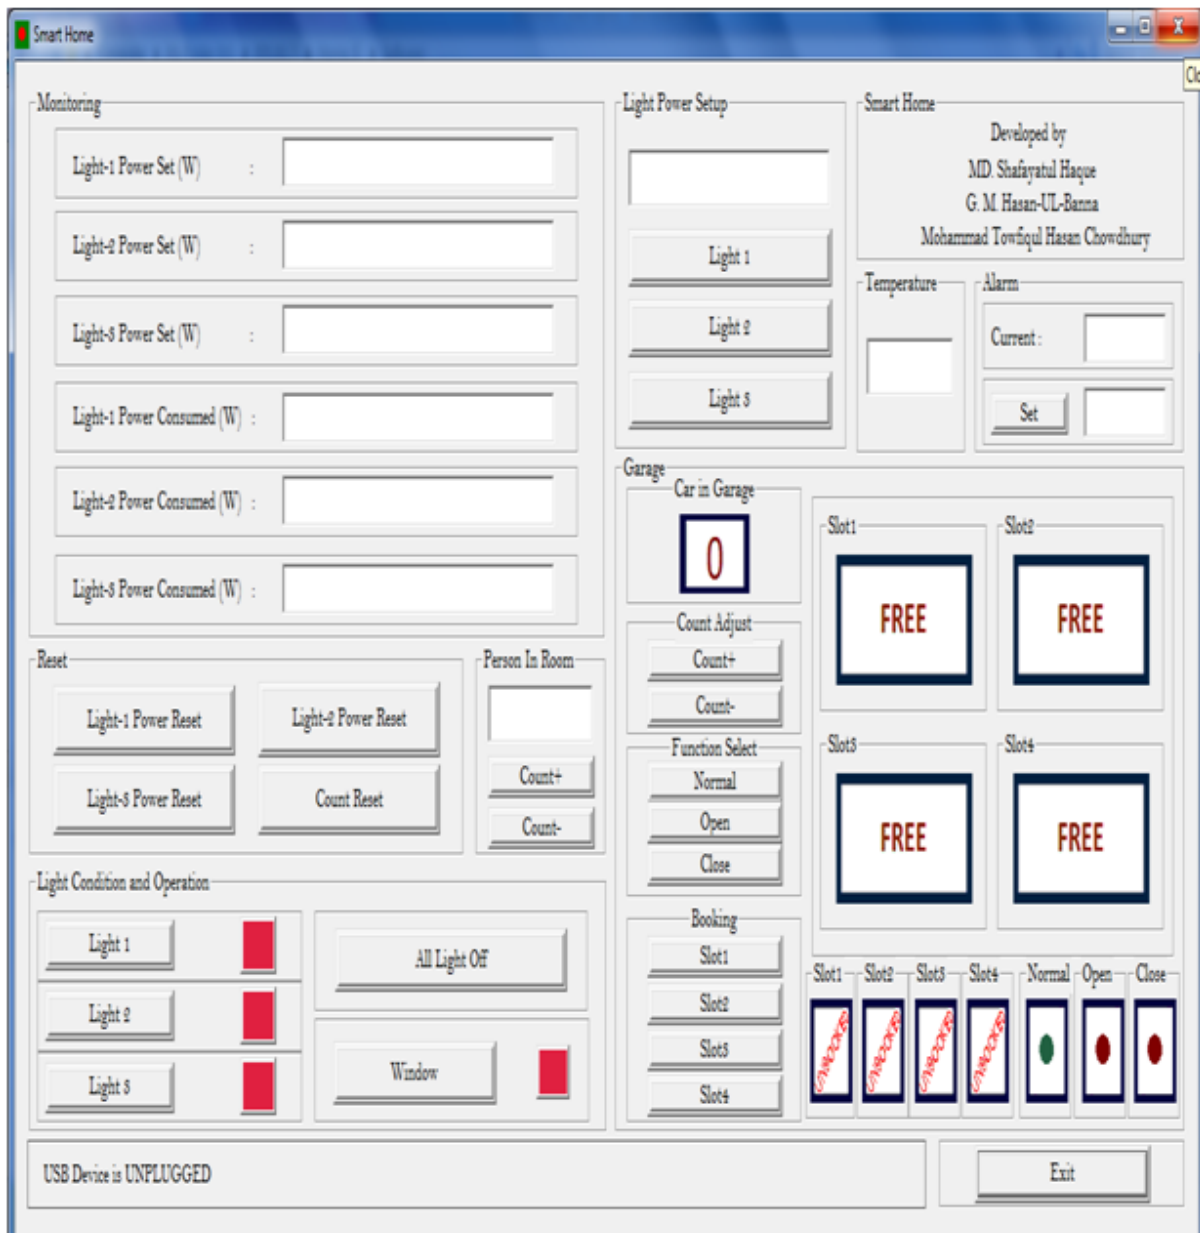 Smart Home
Clo
Monitoring
Light-1 Power Set (W) :
Light-2 Power Set (W) :
Light-3 Power Set (W) :
Light-1 Power Consumed (W) :
Light-2 Power Consumed (W) :
Light-3 Power Consumed (W) :
Light Power Setup
Light 1
Light 2
Light 3
Smart Home
Developed by
MD. Shafayatul Haque
G. M. Hasan-UL-Banna
Mohammad Towfiqul Hasan Chowdhury
Temperature
Alarm
Current :
Set
Reset
Light-1 Power Reset
Light-2 Power Reset
Light-3 Power Reset
Count Reset
Person In Room
Count+
Count-
Garage
Car in Garage
0
Count Adjust
Count+
Count-
Function Select
Normal
Open
Close
Slot1
FREE
Slot2
FREE
Slot3
FREE
Slot4
FREE
Light Condition and Operation
Light 1
Light 2
Light 3
All Light Off
Window
Booking
Slot1
Slot2
Slot3
Slot4
Slot1 Slot2 Slot3 Slot4 Normal Open Close
UNBOOKED UNBOOKED UNBOOKED UNBOOKED
USB Device is UNPLUGGED
Exit